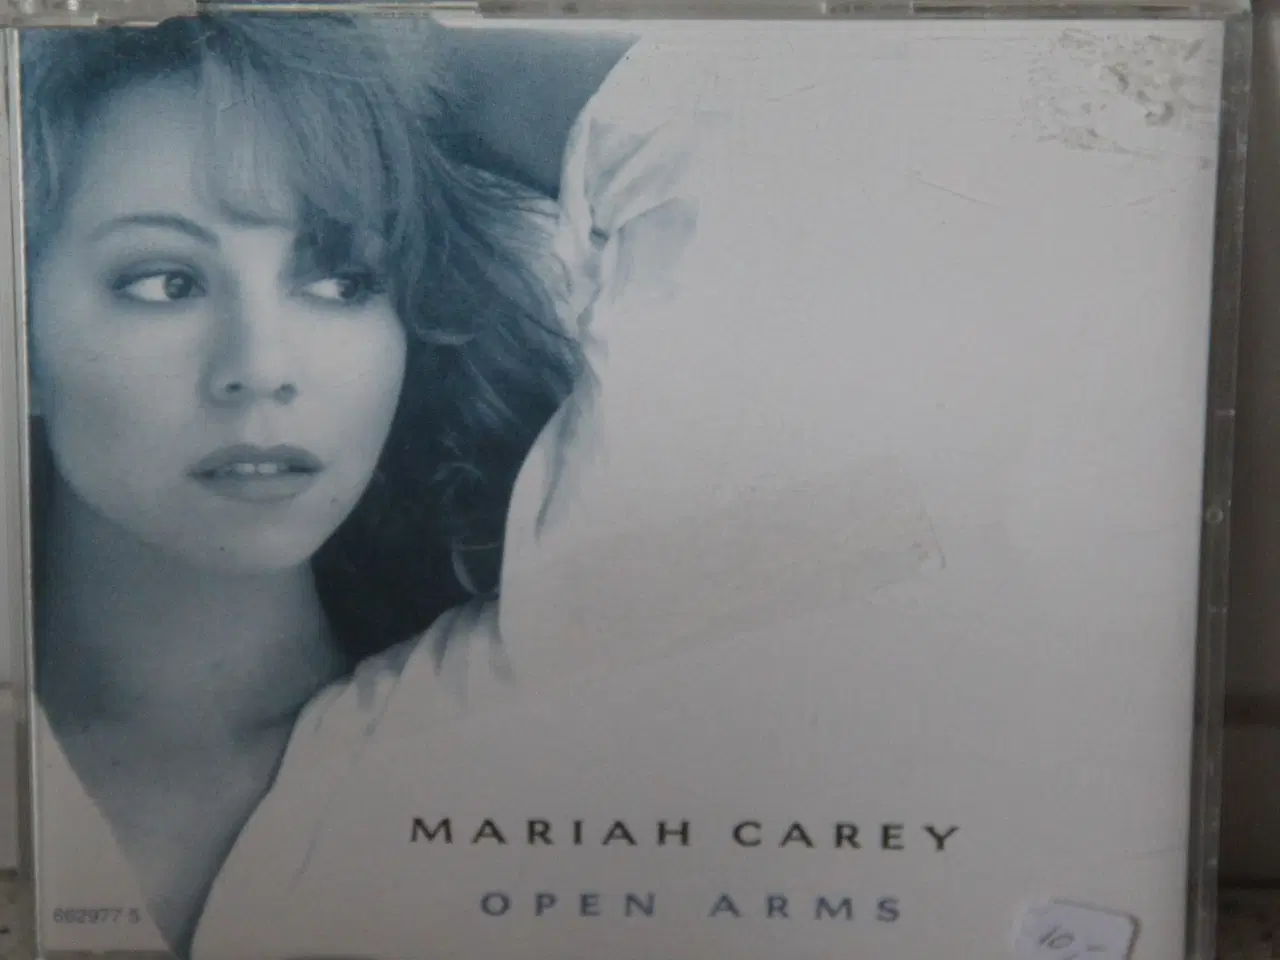 MARIAH CAREY
OPEN ARMS
662977 5
10,-